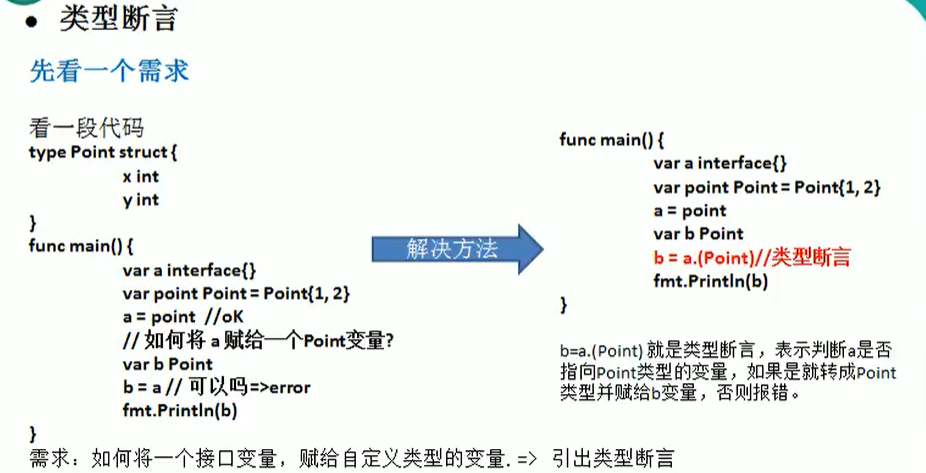 • 类型断言
先看一个需求
看一段代码
type Point struct {
x int
y int
}
func main() {
var a interface{}
var point Point = Point{1, 2}
a = point //oK
// 如何将 a 赋给一个Point变量?
var b Point
b = a // 可以吗=>error
fmt.Println(b)
}
解决方法
func main() {
var a interface{}
var point Point = Point{1, 2}
a = point
var b Point
b = a.(Point)//类型断言
fmt.Println(b)
}
b=a.(Point) 就是类型断言，表示判断a是否
指向Point类型的变量，如果是就转成Point
类型并赋给b变量，否则报错。
需求：如何将一个接口变量，赋给自定义类型的变量. => 引出类型断言